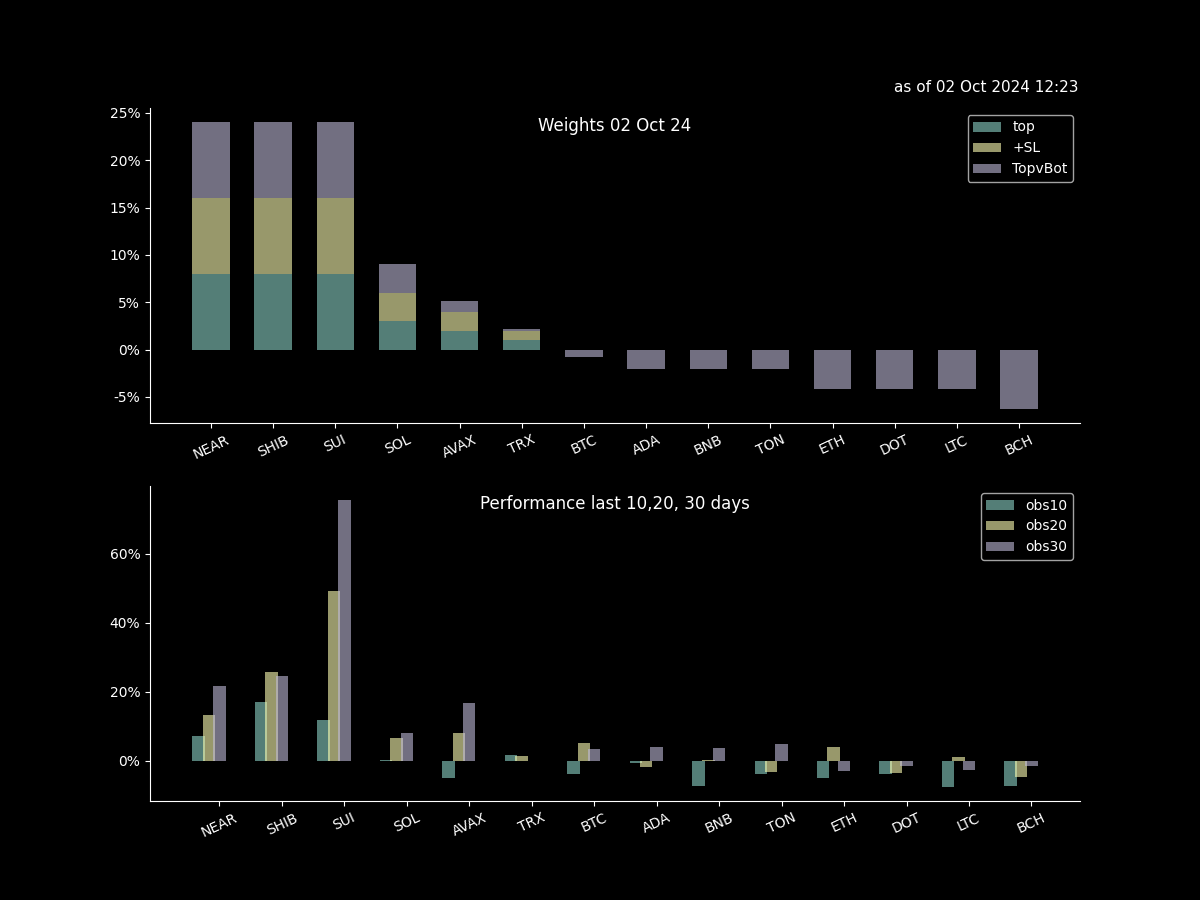 as of 02 Oct 2024 12:23
Weights 02 Oct 24
top
+SL
TopvBot
25%
20%
15%
10%
5%
0%
-5%
NEAR SHIB SUI SOL AVAX TRX BTC ADA BNB TON ETH DOT LTC BCH
Performance last 10,20, 30 days
obs10
obs20
obs30
60%
40%
20%
0%
NEAR SHIB SUI SOL AVAX TRX BTC ADA BNB TON ETH DOT LTC BCH